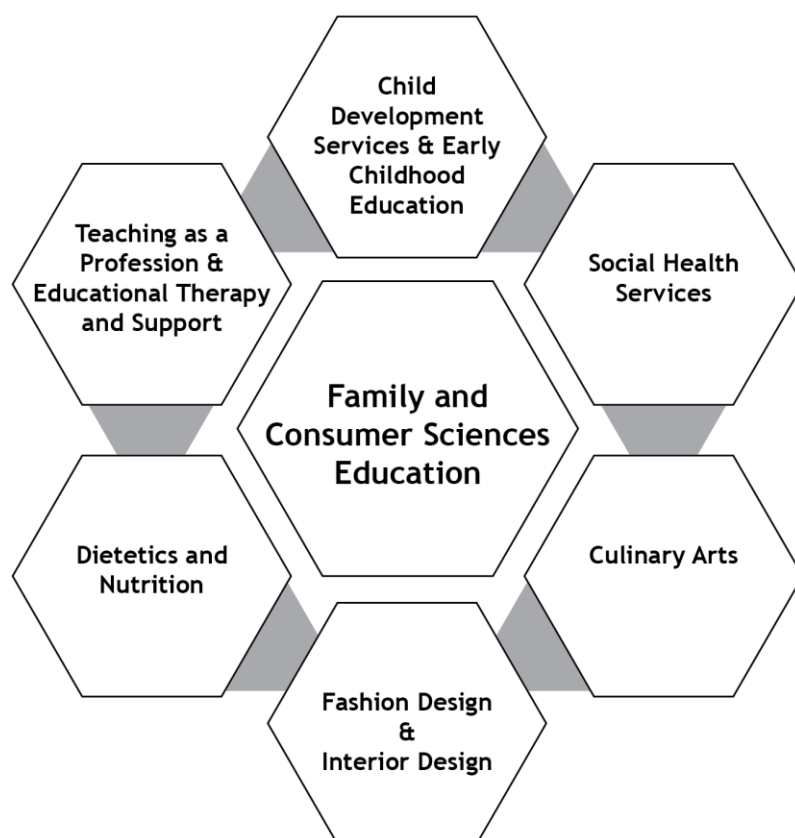 Child
Development
Services & Early
Childhood
Education
Teaching as a
Profession &
Educational Therapy
and Support
Social Health
Services
Family and
Consumer Sciences
Education
Dietetics and
Nutrition
Culinary Arts
Fashion Design
&
Interior Design